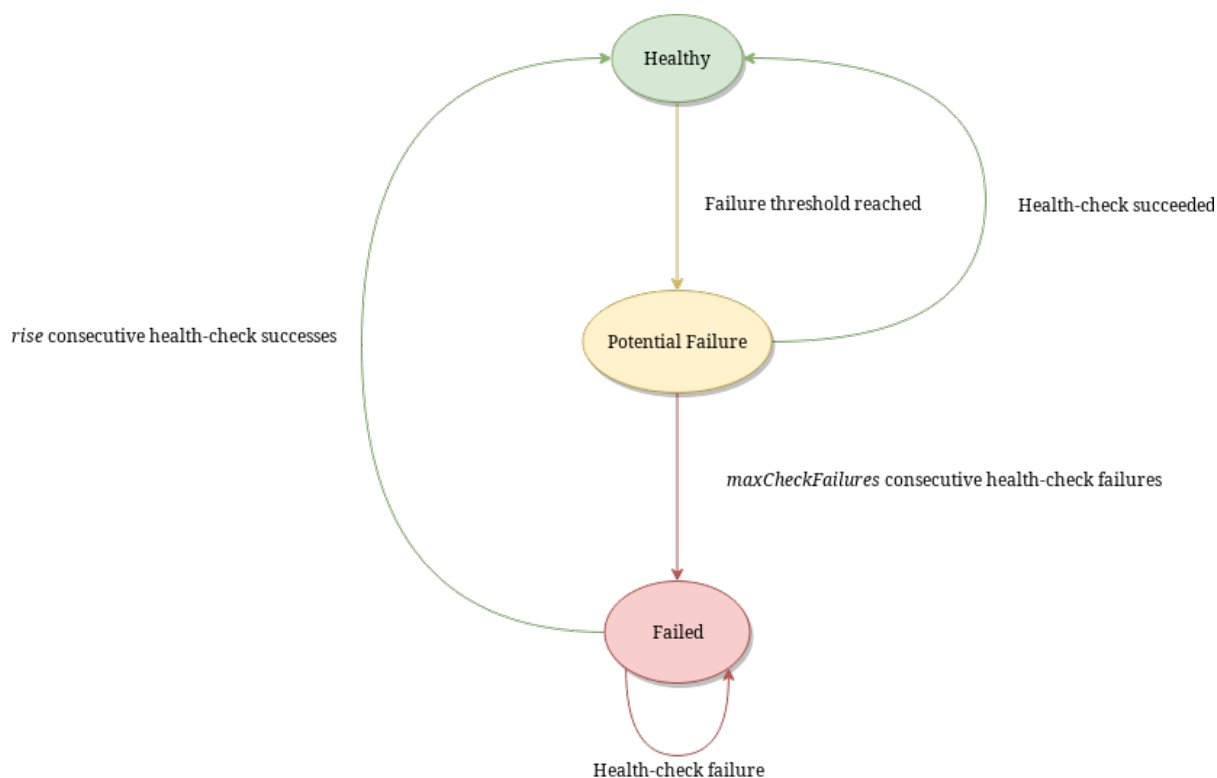 Healthy
Failure threshold reached
Health-check succeeded
rise consecutive health-check successes
Potential Failure
maxCheckFailures consecutive health-check failures
Failed
Health-check failure